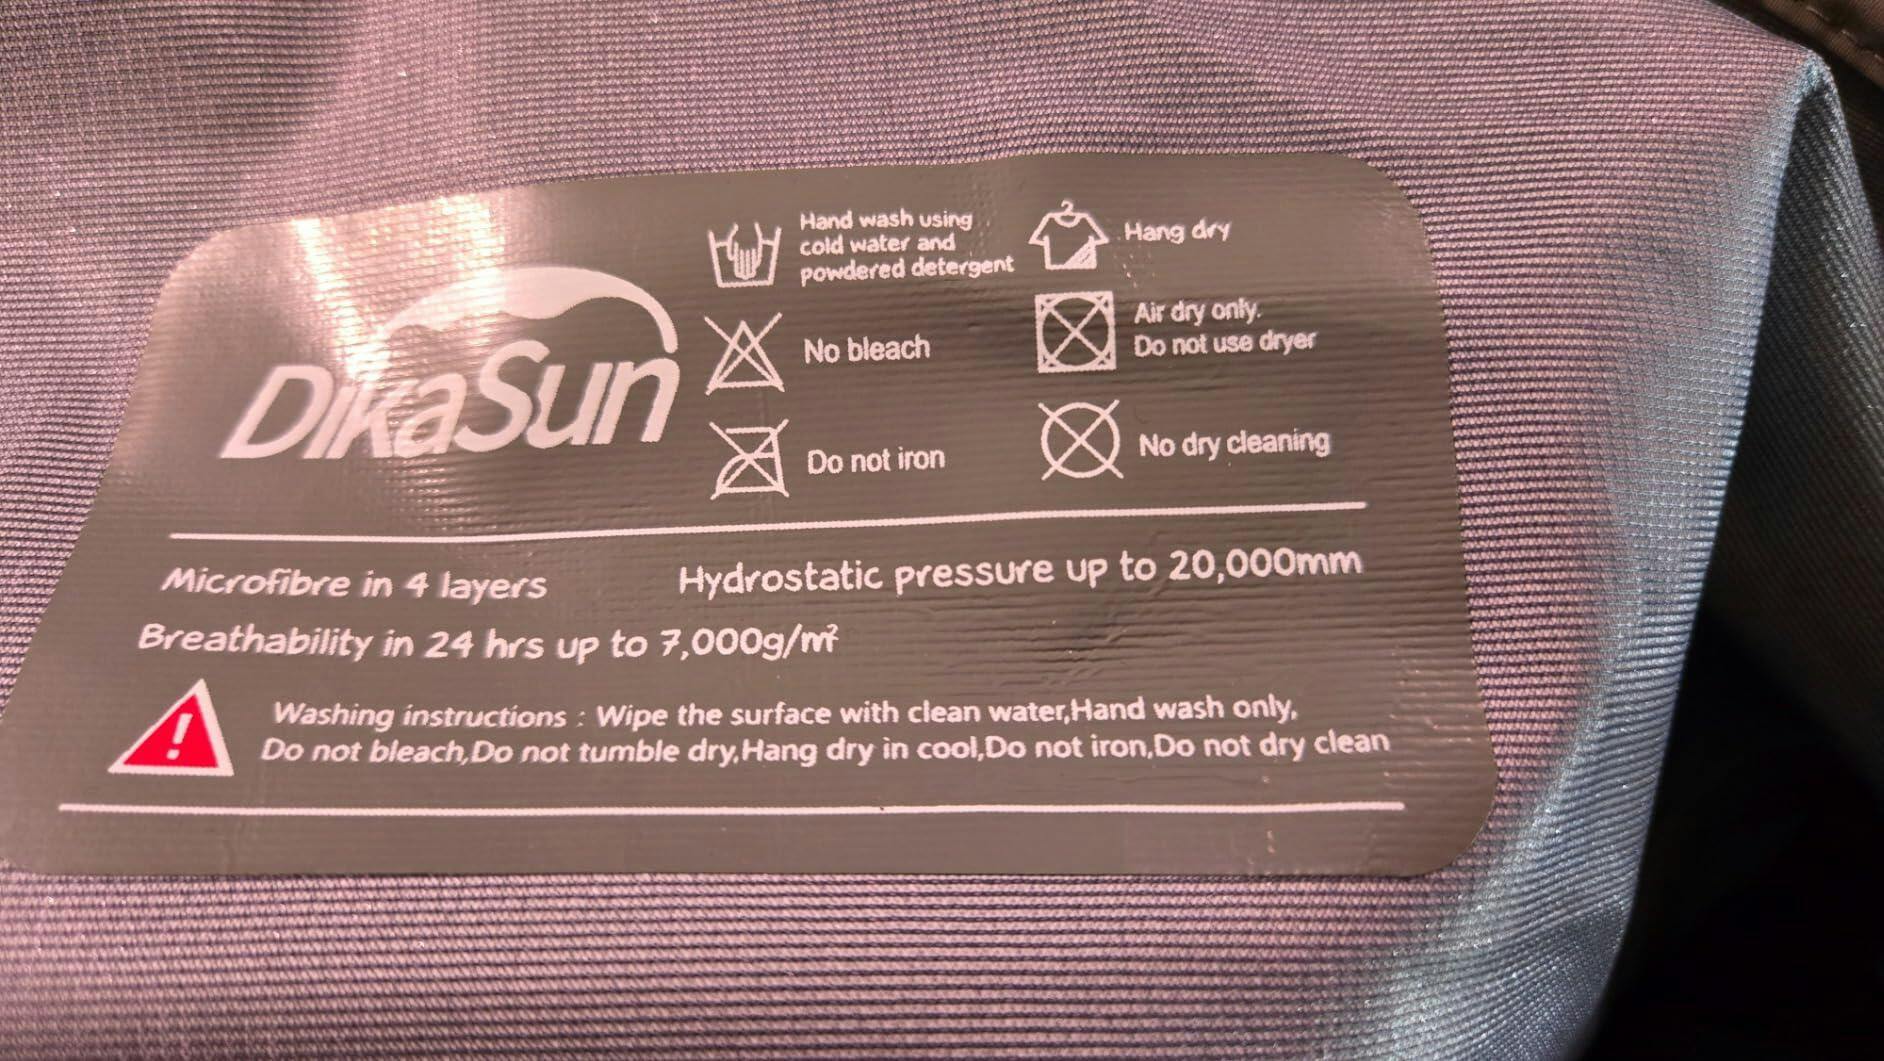 DikaSun
Hand wash using
cold water and
powdered detergent
Hang dry
No bleach
Air dry only.
Do not use dryer
Do not iron
No dry cleaning
Microfibre in 4 layers
Hydrostatic pressure up to 20,000mm
Breathability in 24 hrs up to 7,000g/m²
! Washing instructions : Wipe the surface with clean water,Hand wash only,
Do not bleach,Do not tumble dry,Hang dry in cool,Do not iron,Do not dry clean